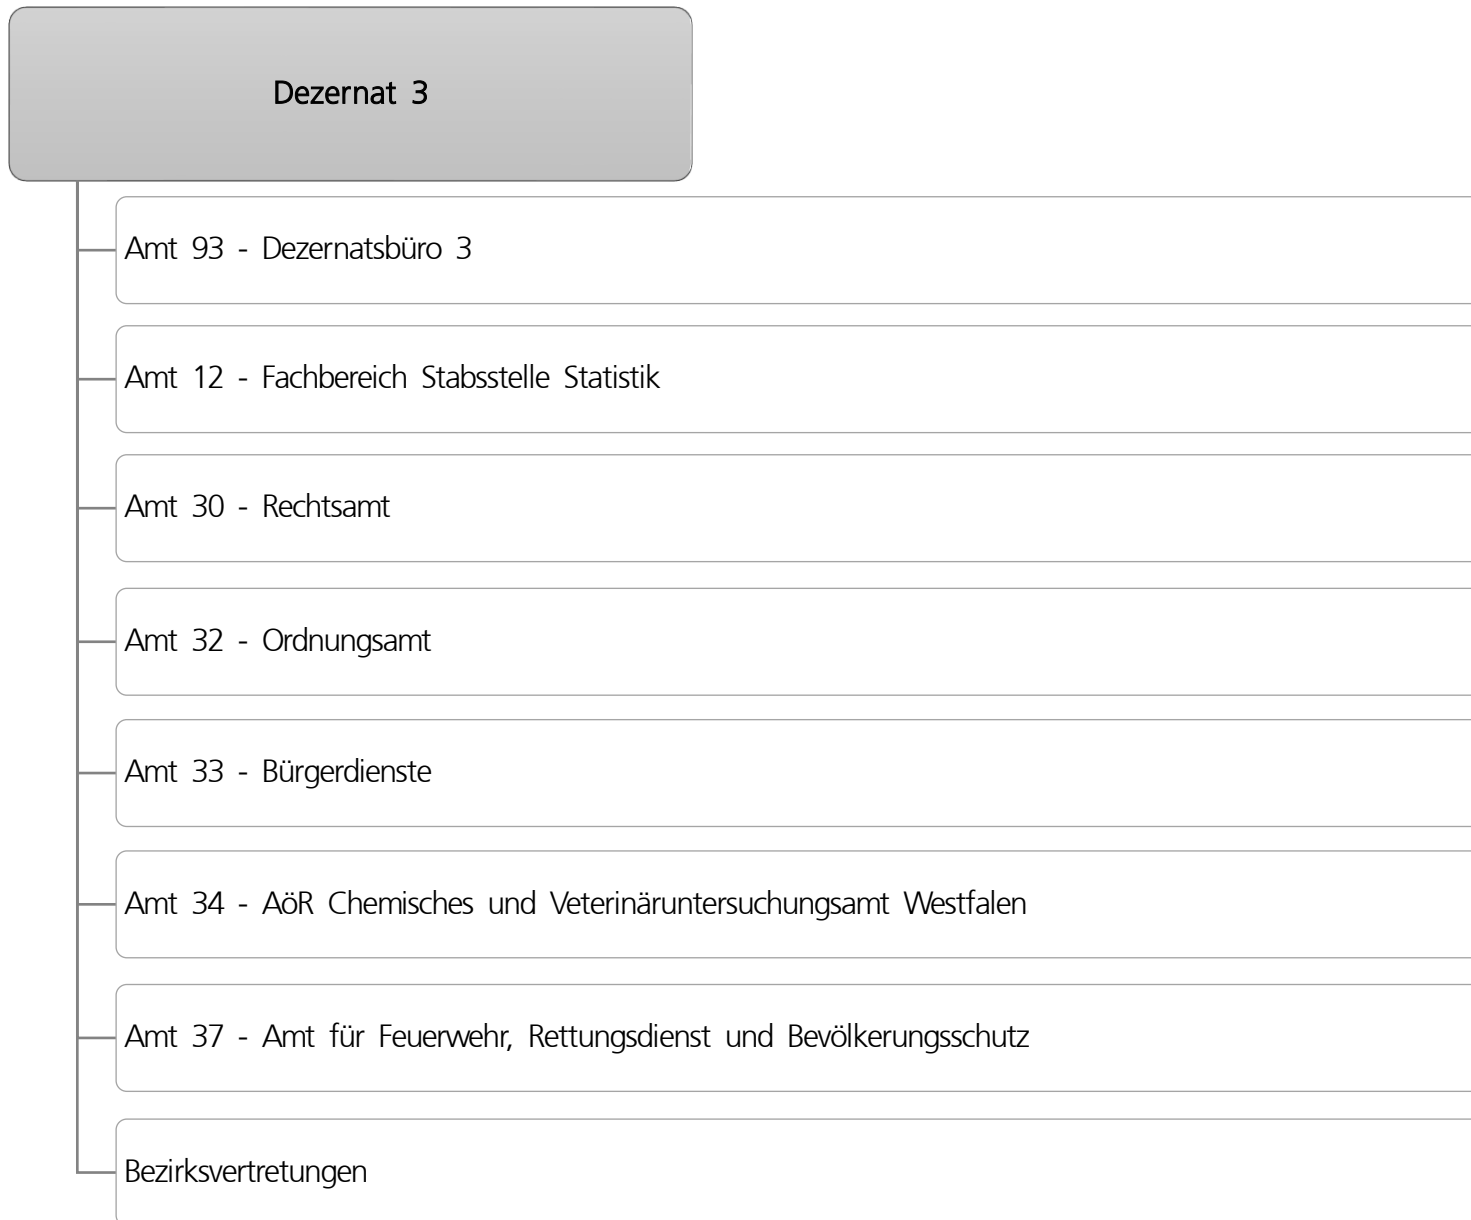 Dezernat 3
Amt 93 - Dezernatsbüro 3
Amt 12 - Fachbereich Stabsstelle Statistik
Amt 30 - Rechtsamt
Amt 32 - Ordnungsamt
Amt 33 - Bürgerdienste
Amt 34 - AöR Chemisches und Veterinäruntersuchungsamt Westfalen
Amt 37 - Amt für Feuerwehr, Rettungsdienst und Bevölkerungsschutz
Bezirksvertretungen